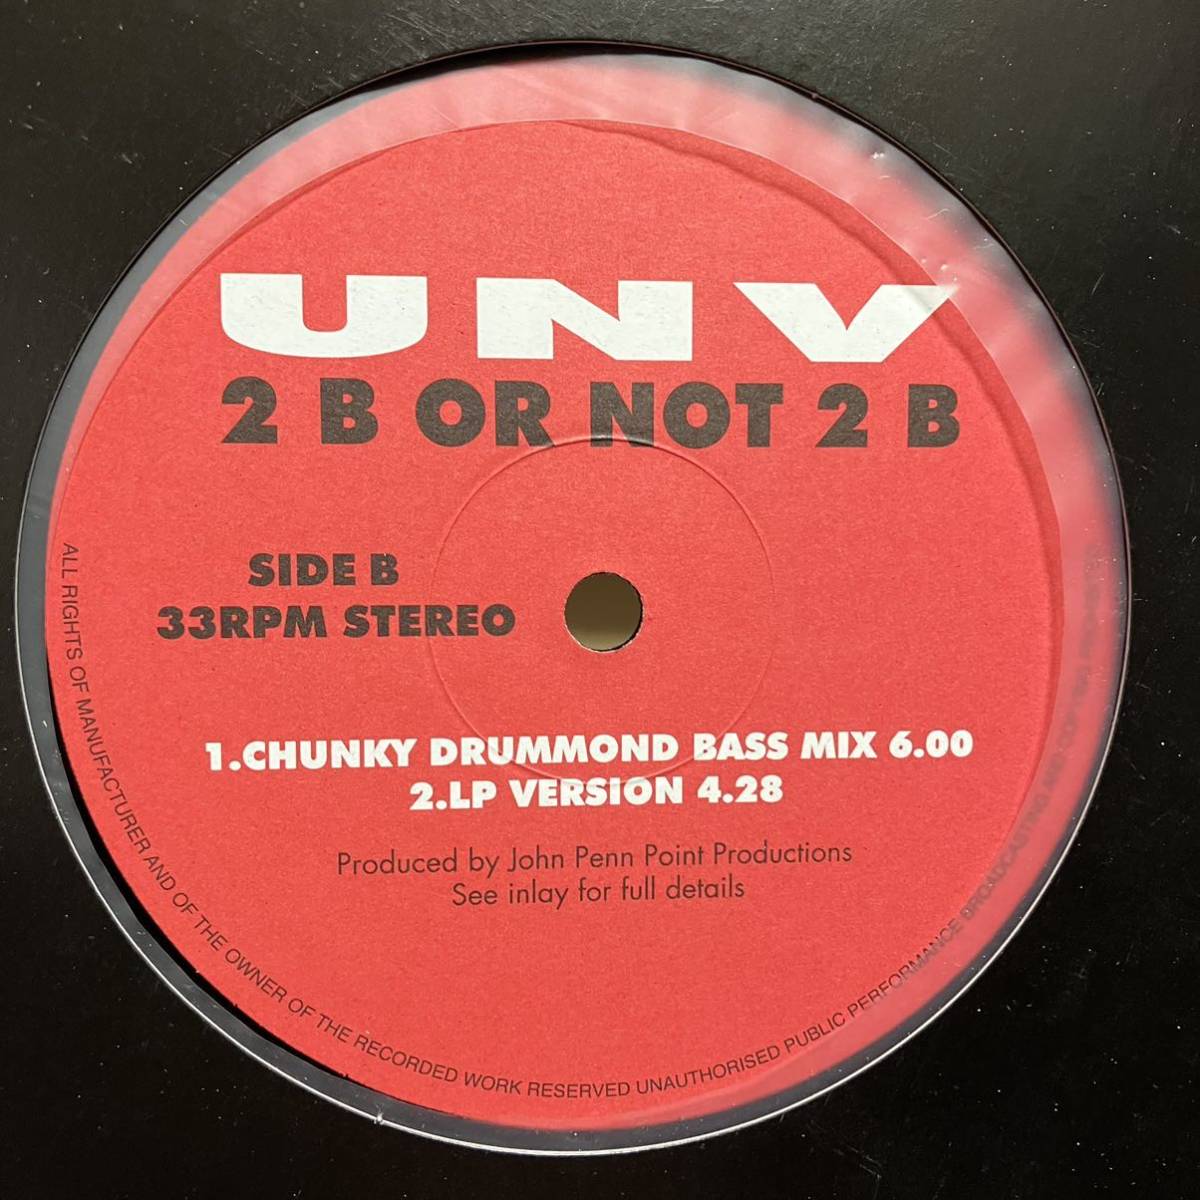 UNV
2 B OR NOT 2 B
SIDE B
33RPM STEREO
1.CHUNKY DRUMMOND BASS MIX 6.00
2.LP VERSION 4.28
Produced by John Penn Point Productions
See inlay for full details
ALL RIGHTS OF MANUFACTURER AND OF THE OWNER OF THE RECORDED WORK RESERVED UNAUTHORISED PUBLIC PERFORMANCE BROADCASTING AND COPYING